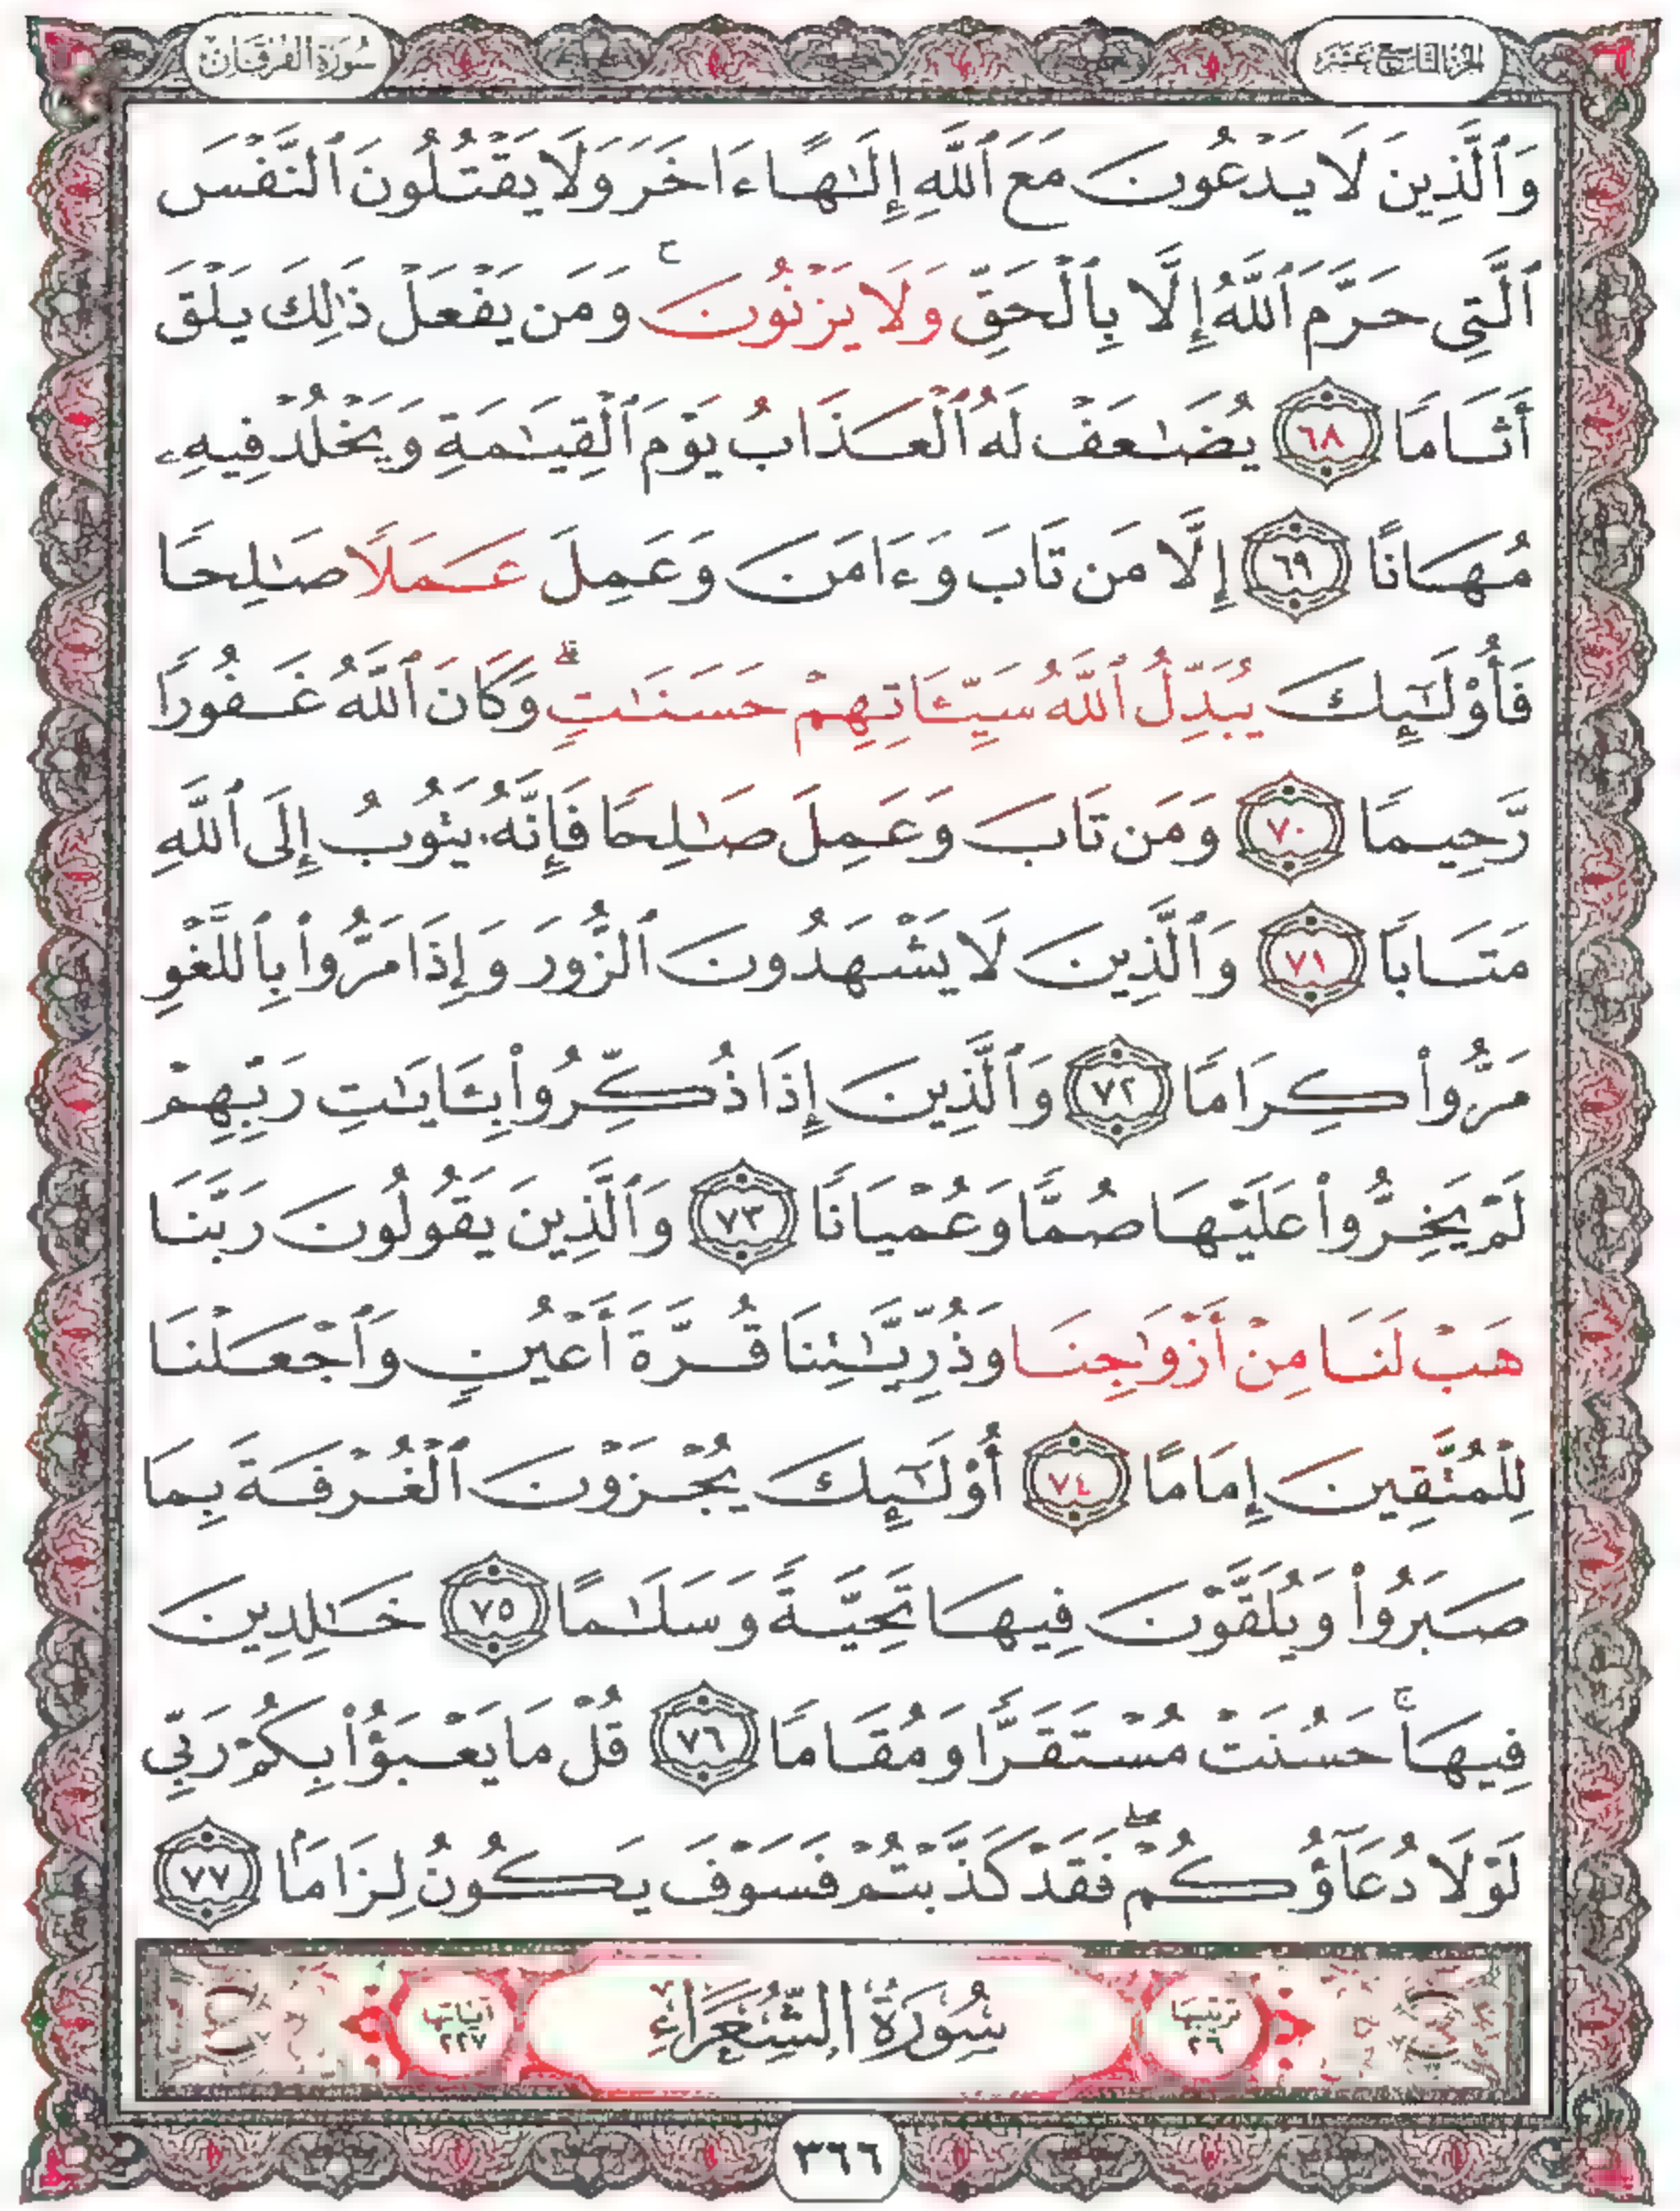 الجزء التاسع عشر
سورة الفرقان
وَٱلَّذِينَ لَا يَدْعُونَ مَعَ ٱللَّهِ إِلَٰهًا ءَاخَرَ وَلَا يَقْتُلُونَ ٱلنَّفْسَ
ٱلَّتِى حَرَّمَ ٱللَّهُ إِلَّا بِٱلْحَقِّ وَلَا يَزْنُونَ ۚ وَمَن يَفْعَلْ ذَٰلِكَ يَلْقَ
أَثَامًا ٦٨ يُضَٰعَفْ لَهُ ٱلْعَذَابُ يَوْمَ ٱلْقِيَٰمَةِ وَيَخْلُدْ فِيهِۦ
مُهَانًا ٦٩ إِلَّا مَن تَابَ وَءَامَنَ وَعَمِلَ عَمَلًا صَٰلِحًا
فَأُو۟لَٰٓئِكَ يُبَدِّلُ ٱللَّهُ سَيِّـَٔاتِهِمْ حَسَنَٰتٍ ۗ وَكَانَ ٱللَّهُ غَفُورًا
رَّحِيمًا ٧٠ وَمَن تَابَ وَعَمِلَ صَٰلِحًا فَإِنَّهُۥ يَتُوبُ إِلَى ٱللَّهِ
مَتَابًا ٧١ وَٱلَّذِينَ لَا يَشْهَدُونَ ٱلزُّورَ وَإِذَا مَرُّوا۟ بِٱللَّغْوِ
مَرُّوا۟ كِرَامًا ٧٢ وَٱلَّذِينَ إِذَا ذُكِّرُوا۟ بِـَٔايَٰتِ رَبِّهِمْ
لَمْ يَخِرُّوا۟ عَلَيْهَا صُمًّا وَعُمْيَانًا ٧٣ وَٱلَّذِينَ يَقُولُونَ رَبَّنَا
هَبْ لَنَا مِنْ أَزْوَٰجِنَا وَذُرِّيَّٰتِنَا قُرَّةَ أَعْيُنٍ وَٱجْعَلْنَا
لِلْمُتَّقِينَ إِمَامًا ٧٤ أُو۟لَٰٓئِكَ يُجْزَوْنَ ٱلْغُرْفَةَ بِمَا
صَبَرُوا۟ وَيُلَقَّوْنَ فِيهَا تَحِيَّةً وَسَلَٰمًا ٧٥ خَٰلِدِينَ
فِيهَا ۚ حَسُنَتْ مُسْتَقَرًّا وَمُقَامًا ٧٦ قُلْ مَا يَعْبَؤُا۟ بِكُمْ رَبِّى
لَوْلَا دُعَآؤُكُمْ ۖ فَقَدْ كَذَّبْتُمْ فَسَوْفَ يَكُونُ لِزَامًۢا ٧٧
ترتيبها ٢٦ سُورَةُ الشُّعَرَاءِ آياتها ٢٢٧
٣٦٦